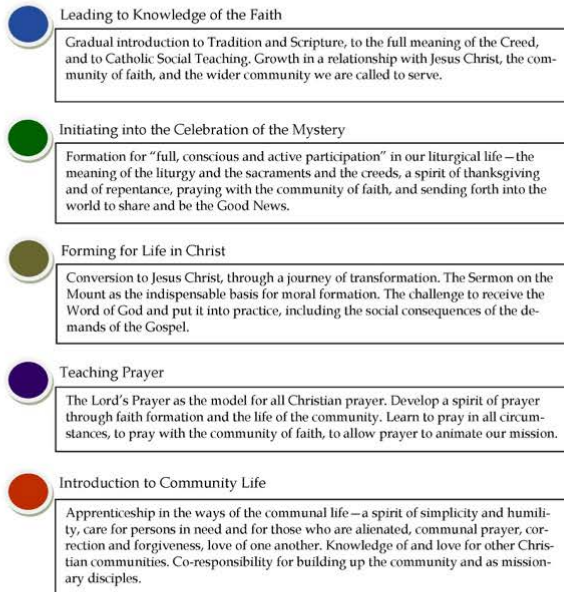 Leading to Knowledge of the Faith
Gradual introduction to Tradition and Scripture, to the full meaning of the Creed,
and to Catholic Social Teaching. Growth in a relationship with Jesus Christ, the com-
munity of faith, and the wider community we are called to serve.
Initiating into the Celebration of the Mystery
Formation for “full, conscious and active participation” in our liturgical life—the
meaning of the liturgy and the sacraments and the creeds, a spirit of thanksgiving
and of repentance, praying with the community of faith, and sending forth into the
world to share and be the Good News.
Forming for Life in Christ
Conversion to Jesus Christ, through a journey of transformation. The Sermon on the
Mount as the indispensable basis for moral formation. The challenge to receive the
Word of God and put it into practice, including the social consequences of the de-
mands of the Gospel.
Teaching Prayer
The Lord’s Prayer as the model for all Christian prayer. Develop a spirit of prayer
through faith formation and the life of the community. Learn to pray in all circum-
stances, to pray with the community of faith, to allow prayer to animate our mission.
Introduction to Community Life
Apprenticeship in the ways of the communal life—a spirit of simplicity and humili-
ty, care for persons in need and for those who are alienated, communal prayer, cor-
rection and forgiveness, love of one another. Knowledge of and love for other Chris-
tian communities. Co-responsibility for building up the community and as mission-
ary disciples.